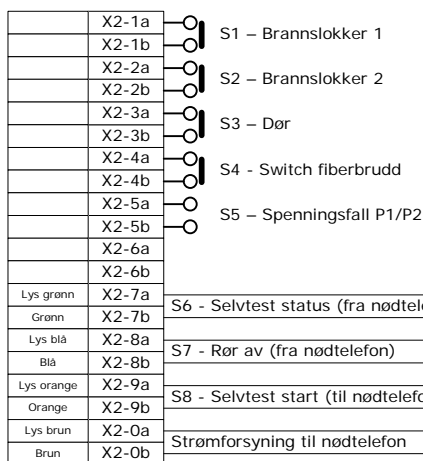 X2-1a
X2-1b
S1 – Brannslokker 1
X2-2a
X2-2b
S2 – Brannslokker 2
X2-3a
X2-3b
S3 – Dør
X2-4a
X2-4b
S4 - Switch fiberbrudd
X2-5a
X2-5b
S5 – Spenningsfall P1/P2
X2-6a
X2-6b
Lys grønn X2-7a
Grønn X2-7b
S6 - Selvtest status (fra
Lys blå X2-8a
Blå X2-8b
S7 - Rør av (fra nødtelefon)
Lys orange X2-9a
Orange X2-9b
S8 - Selvtest start (til
Lys brun X2-0a
Brun X2-0b
Strømforsyning til nødtelefon